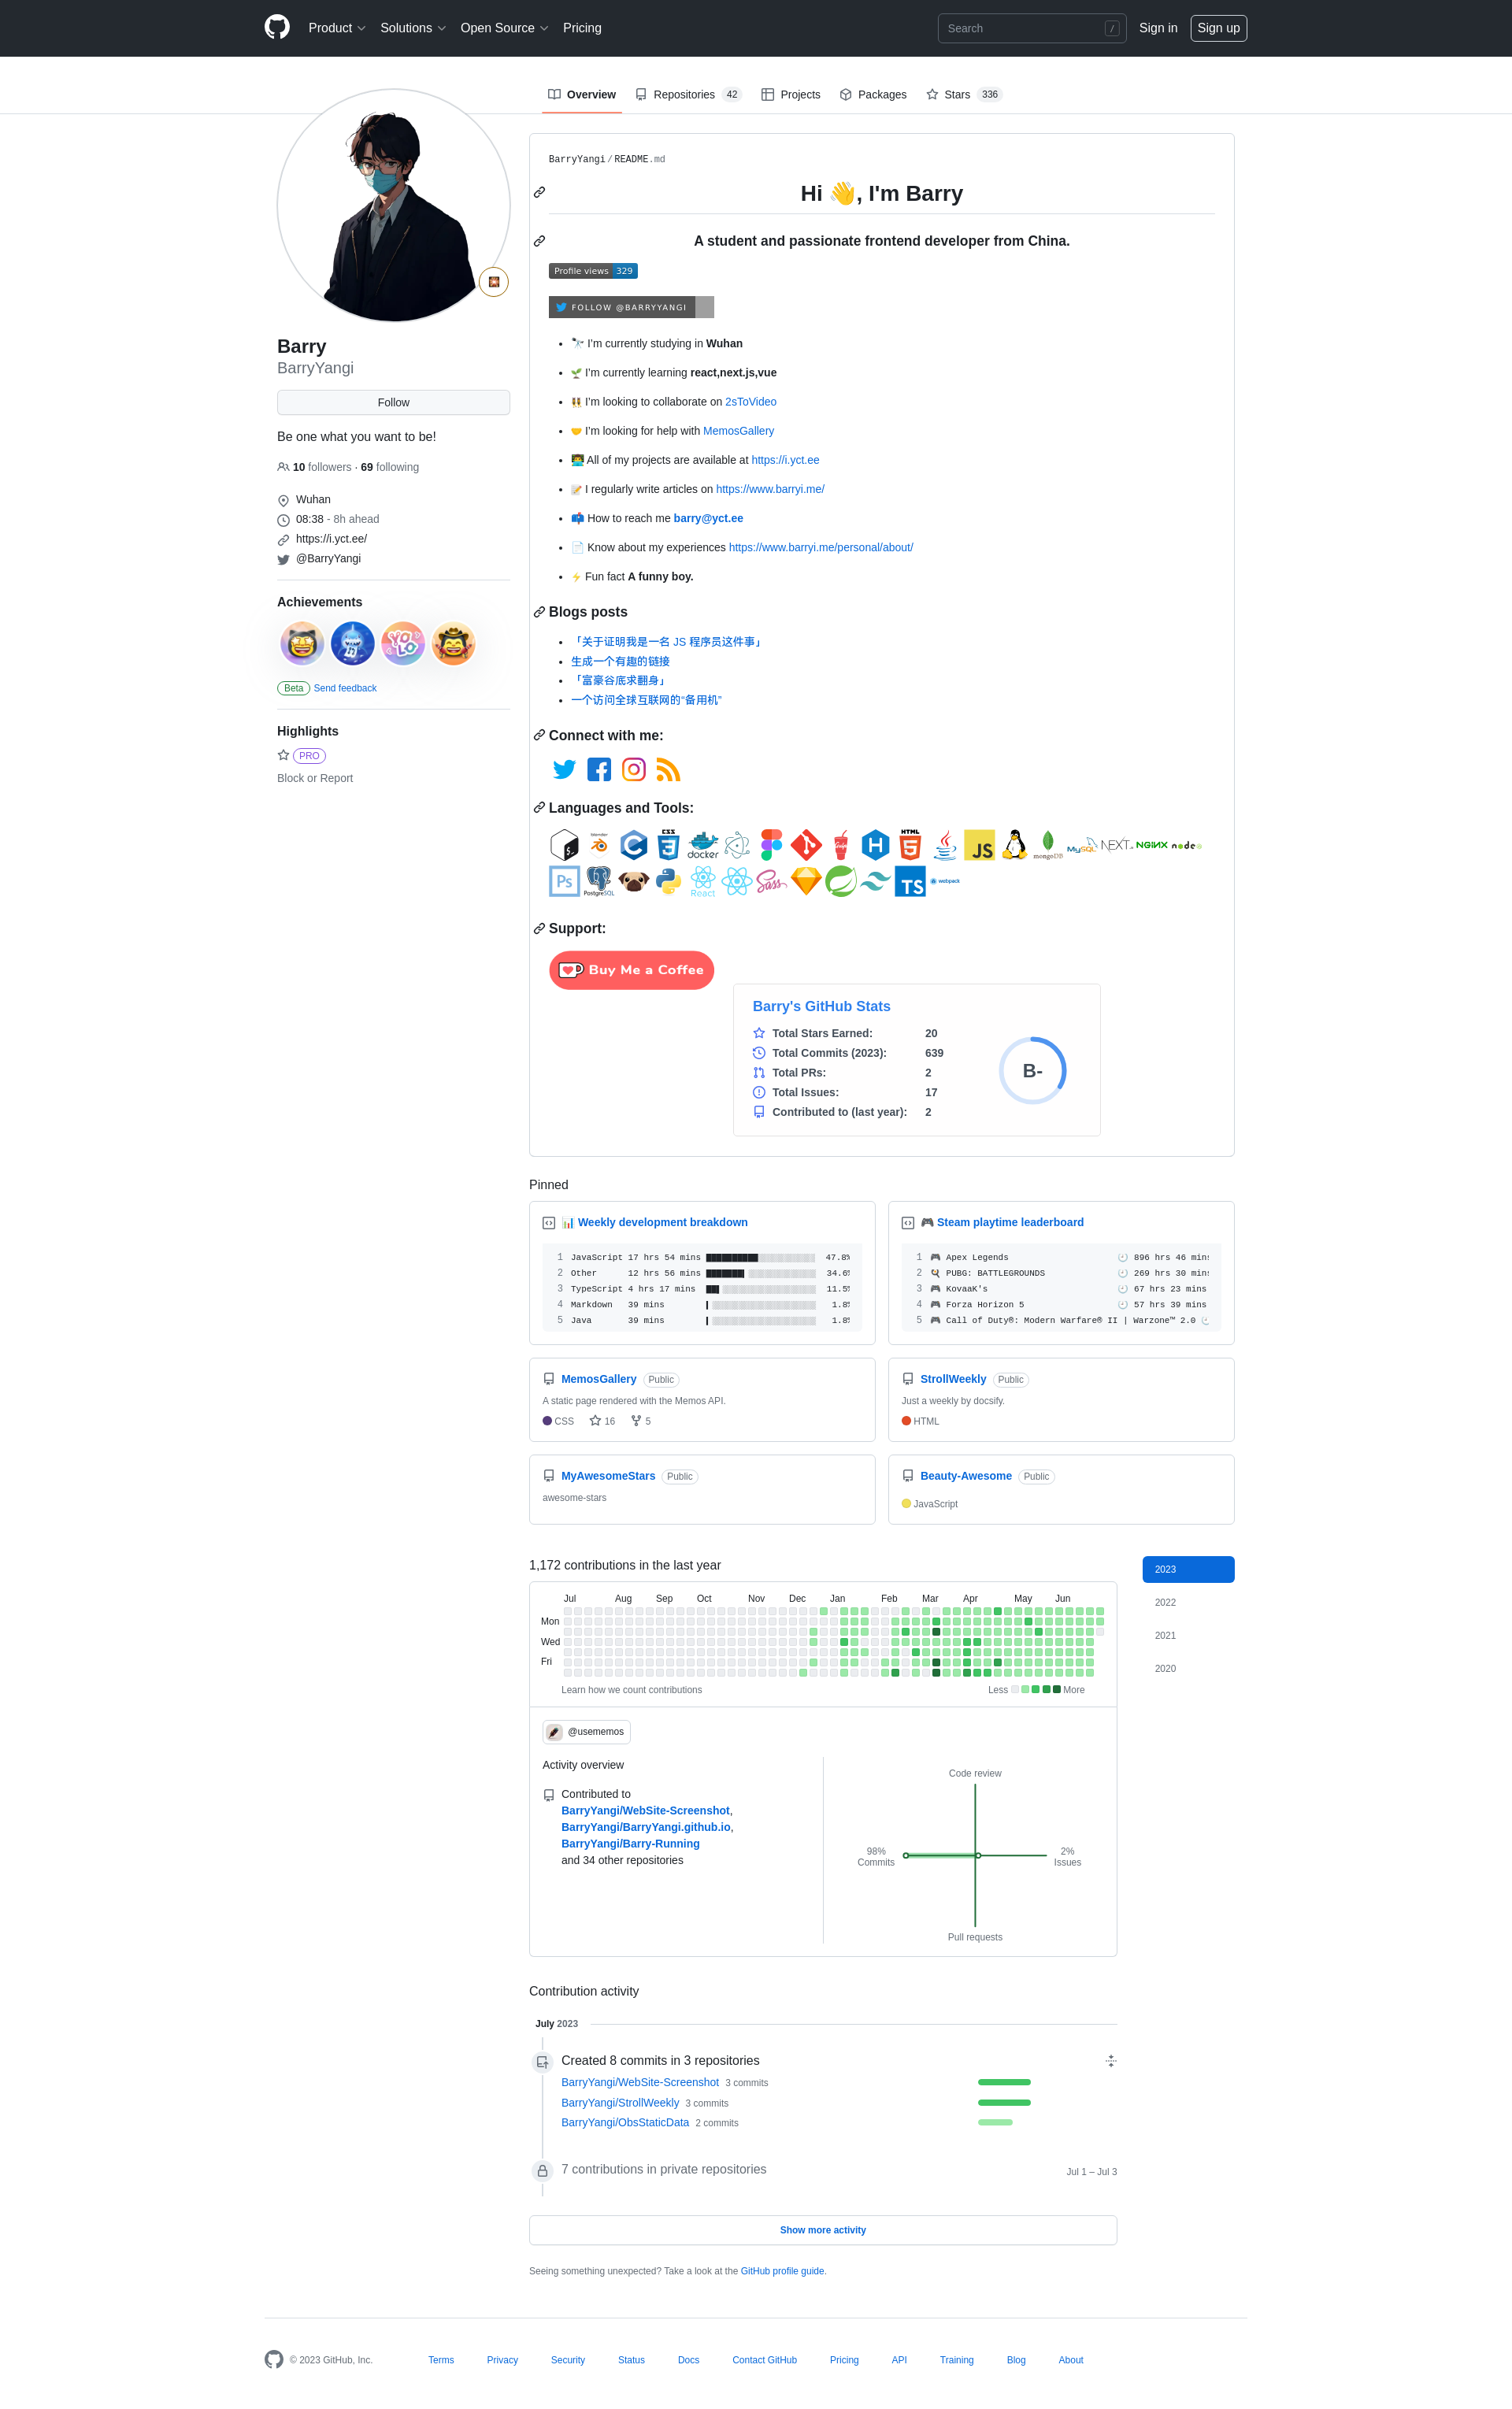 Product Solutions Open Source Pricing Search / Sign in Sign up
Overview Repositories 42 Projects Packages Stars 336
Barry
BarryYangi
Follow
Be one what you want to be!
10 followers · 69 following
Wuhan
08:38 - 8h ahead
https://i.yct.ee/
@BarryYangi
Achievements
YOLO
Beta Send feedback
Highlights
PRO
Block or Report
BarryYangi / README.md
Hi 👋, I'm Barry
A student and passionate frontend developer from China.
Profile views 329
FOLLOW @BARRYYANGI
🔭 I’m currently studying in Wuhan
🌱 I’m currently learning react,next.js,vue
👯 I’m looking to collaborate on 2sToVideo
🤝 I’m looking for help with MemosGallery
👨‍💻 All of my projects are available at https://i.yct.ee
📝 I regularly write articles on https://www.barryi.me/
📫 How to reach me barry@yct.ee
📄 Know about my experiences https://www.barryi.me/personal/about/
⚡ Fun fact A funny boy.
Blogs posts
「关于证明我是一名 JS 程序员这件事」
生成一个有趣的链接
「富豪谷底求翻身」
一个访问全球互联网的“备用机”
Connect with me:
Languages and Tools:
blender C CSS docker Gulp H HTML 5 Java JS mongoDB MySQL NEXT.js NGINX node
Ps PostgreSQL React Sass TS webpack
Support:
Buy Me a Coffee
Barry's GitHub Stats
Total Stars Earned: 20
Total Commits (2023): 639
Total PRs: 2
Total Issues: 17
Contributed to (last year): 2
B-
Pinned
📊 Weekly development breakdown
1 JavaScript 17 hrs 54 mins 47.8%
2 Other 12 hrs 56 mins 34.6%
3 TypeScript 4 hrs 17 mins 11.5%
4 Markdown 39 mins 1.8%
5 Java 39 mins 1.8%
🎮 Steam playtime leaderboard
1 🎮 Apex Legends 🕘 896 hrs 46 mins
2 🍳 PUBG: BATTLEGROUNDS 🕘 269 hrs 30 mins
3 🎮 KovaaK's 🕘 67 hrs 23 mins
4 🎮 Forza Horizon 5 🕘 57 hrs 39 mins
5 🎮 Call of Duty®: Modern Warfare® II | Warzone™ 2.0 🕘
MemosGallery Public
A static page rendered with the Memos API.
CSS 16 5
StrollWeekly Public
Just a weekly by docsify.
HTML
MyAwesomeStars Public
awesome-stars
Beauty-Awesome Public
JavaScript
1,172 contributions in the last year
Jul Aug Sep Oct Nov Dec Jan Feb Mar Apr May Jun
Mon
Wed
Fri
Learn how we count contributions
Less More
2023
2022
2021
2020
@usememos
Activity overview
Contributed to
BarryYangi/WebSite-Screenshot,
BarryYangi/BarryYangi.github.io,
BarryYangi/Barry-Running
and 34 other repositories
Code review
98%
Commits
2%
Issues
Pull requests
Contribution activity
July 2023
Created 8 commits in 3 repositories
BarryYangi/WebSite-Screenshot 3 commits
BarryYangi/StrollWeekly 3 commits
BarryYangi/ObsStaticData 2 commits
7 contributions in private repositories Jul 1 – Jul 3
Show more activity
Seeing something unexpected? Take a look at the GitHub profile guide.
© 2023 GitHub, Inc. Terms Privacy Security Status Docs Contact GitHub Pricing API Training Blog About